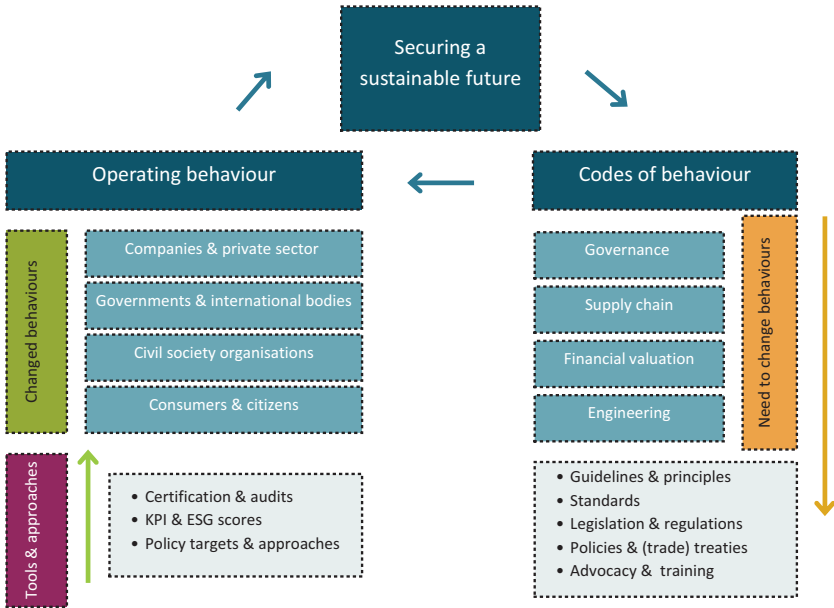 Securing a
sustainable future
Operating behaviour
Codes of behaviour
Changed behaviours
Companies & private sector
Governments & international bodies
Civil society organisations
Consumers & citizens
Governance
Supply chain
Financial valuation
Engineering
Need to change behaviours
Tools & approaches
• Certification & audits
• KPI & ESG scores
• Policy targets & approaches
• Guidelines & principles
• Standards
• Legislation & regulations
• Policies & (trade) treaties
• Advocacy & training